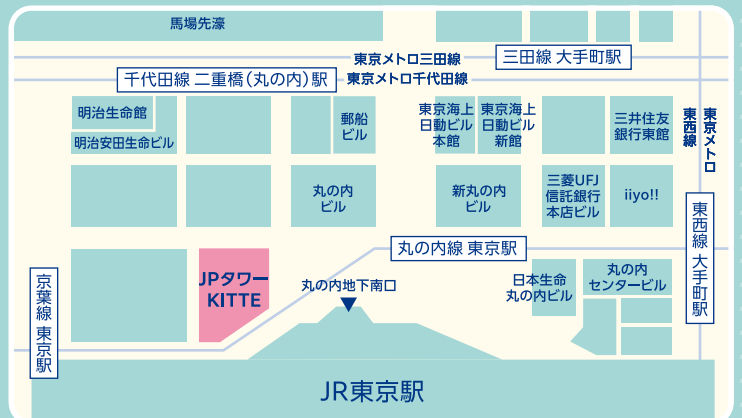 馬場先濠
東京メトロ三田線
三田線 大手町駅
千代田線 二重橋（丸の内）駅
東京メトロ千代田線
明治生命館
明治安田生命ビル
郵船
ビル
東京海上
日動ビル
本館
東京海上
日動ビル
新館
三井住友
銀行東館
東京メトロ
東西線
丸の内
ビル
新丸の内
ビル
三菱UFJ
信託銀行
本店ビル
iiyo!!
東西線 大手町駅
丸の内線 東京駅
JPタワー
KITTE
丸の内地下南口
日本生命
丸の内ビル
丸の内
センタービル
京葉線 東京駅
JR東京駅